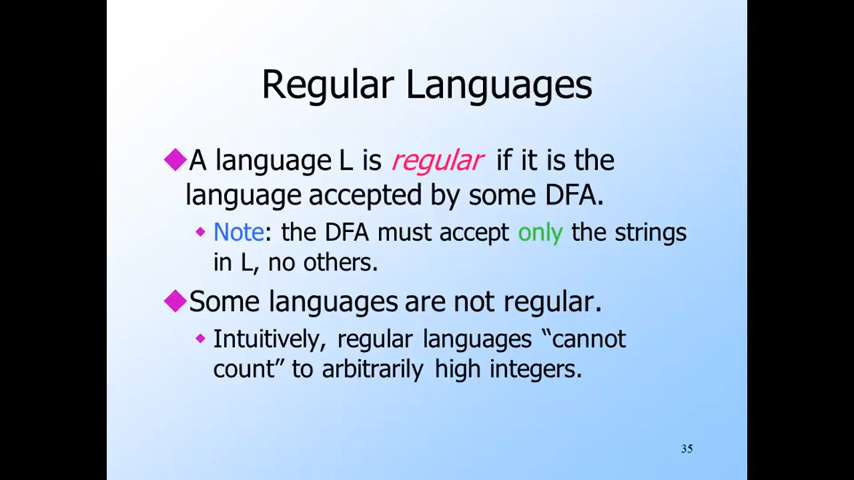 Regular Languages
A language L is regular if it is the
language accepted by some DFA.
Note: the DFA must accept only the strings
in L, no others.
Some languages are not regular.
Intuitively, regular languages “cannot
count” to arbitrarily high integers.
35